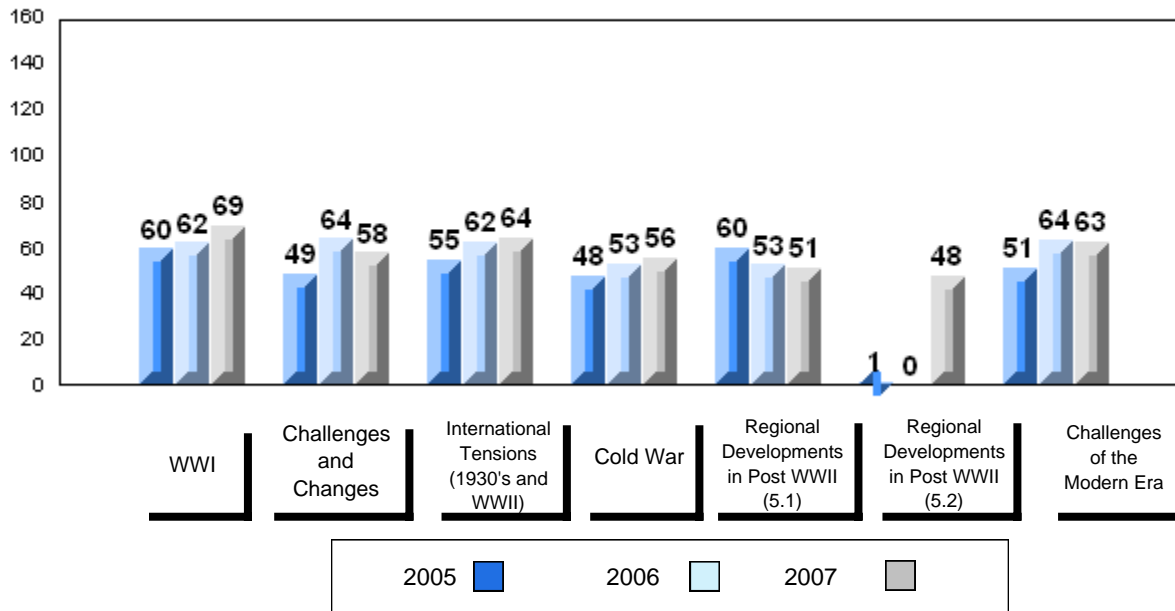 160
140
120
100
80
60
40
20
0
60 62 69
49 64 58
55 62 64
48 53 56
60 53 51
1 0 48
51 64 63
WWI
Challenges
and
Changes
International
Tensions
(1930's and
WWII)
Cold War
Regional
Developments
in Post WWII
(5.1)
Regional
Developments
in Post WWII
(5.2)
Challenges
of the
Modern Era
2005 2006 2007